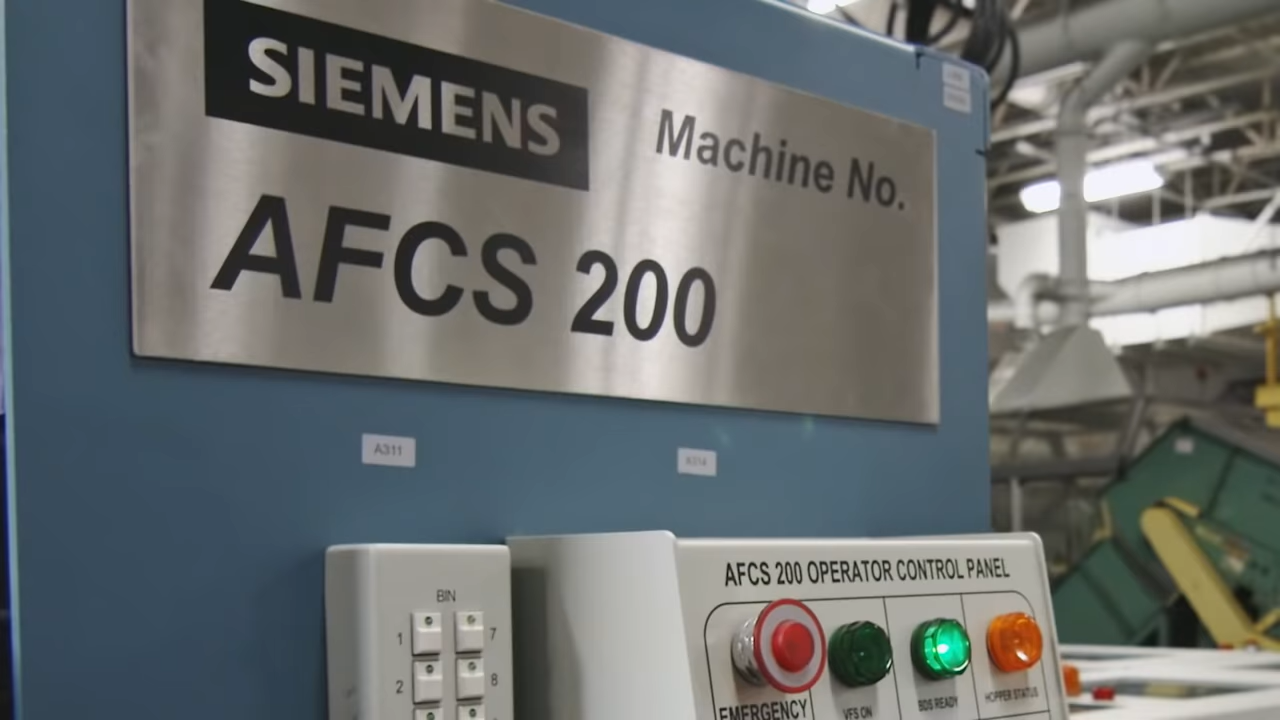 SIEMENS
Machine No.
AFCS 200
A311
A314
AFCS 200 OPERATOR CONTROL PANEL
BIN
1
7
2
8
EMERGENCY
VFS ON
BDS READY
HOPPER STATUS